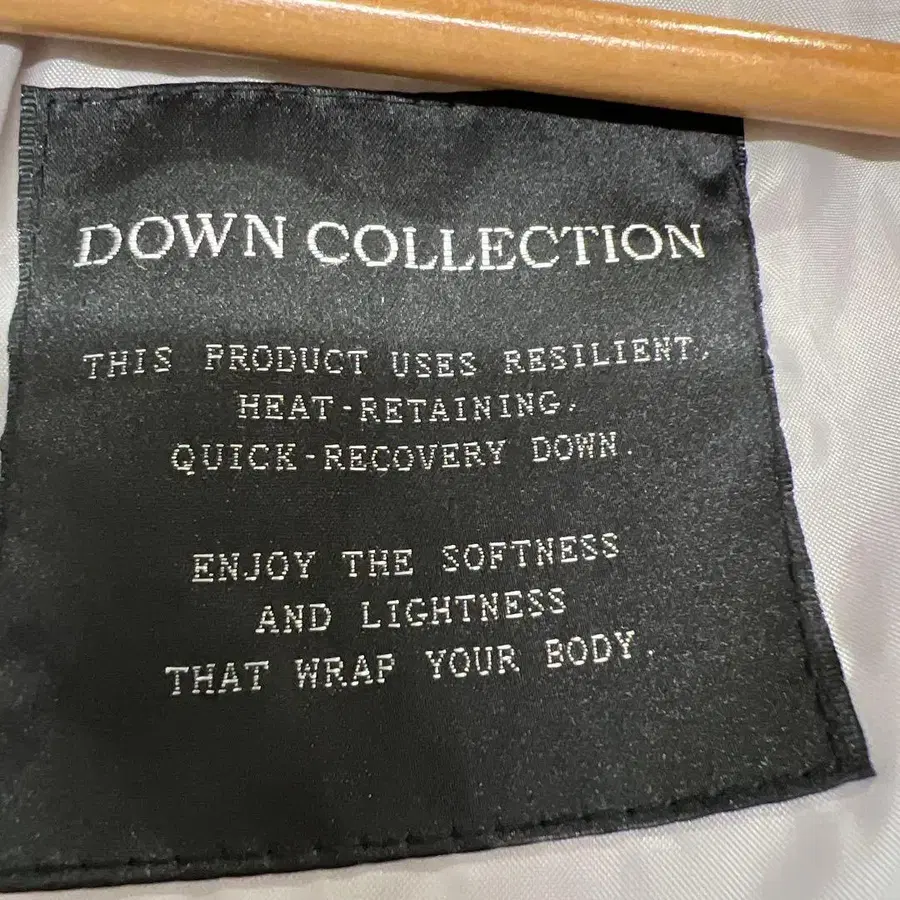 DOWN COLLECTION
THIS PRODUCT USES RESILIENT,
HEAT-RETAINING,
QUICK-RECOVERY DOWN.
ENJOY THE SOFTNESS
AND LIGHTNESS
THAT WRAP YOUR BODY.